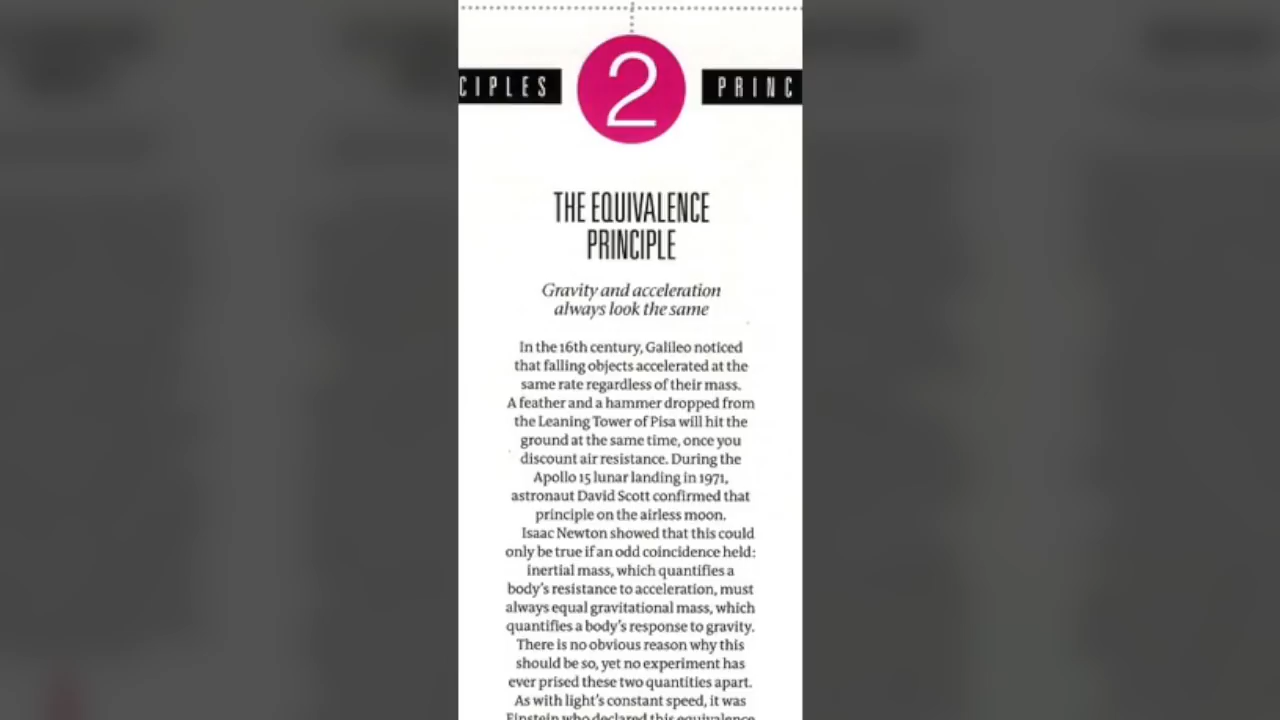 CIPLES 2 PRINC
THE EQUIVALENCE
PRINCIPLE
Gravity and acceleration
always look the same
In the 16th century, Galileo noticed
that falling objects accelerated at the
same rate regardless of their mass.
A feather and a hammer dropped from
the Leaning Tower of Pisa will hit the
ground at the same time, once you
discount air resistance. During the
Apollo 15 lunar landing in 1971,
astronaut David Scott confirmed that
principle on the airless moon.
Isaac Newton showed that this could
only be true if an odd coincidence held:
inertial mass, which quantifies a
body's resistance to acceleration, must
always equal gravitational mass, which
quantifies a body's response to gravity.
There is no obvious reason why this
should be so, yet no experiment has
ever prised these two quantities apart.
As with light's constant speed, it was
Einstein who declared this equivalence